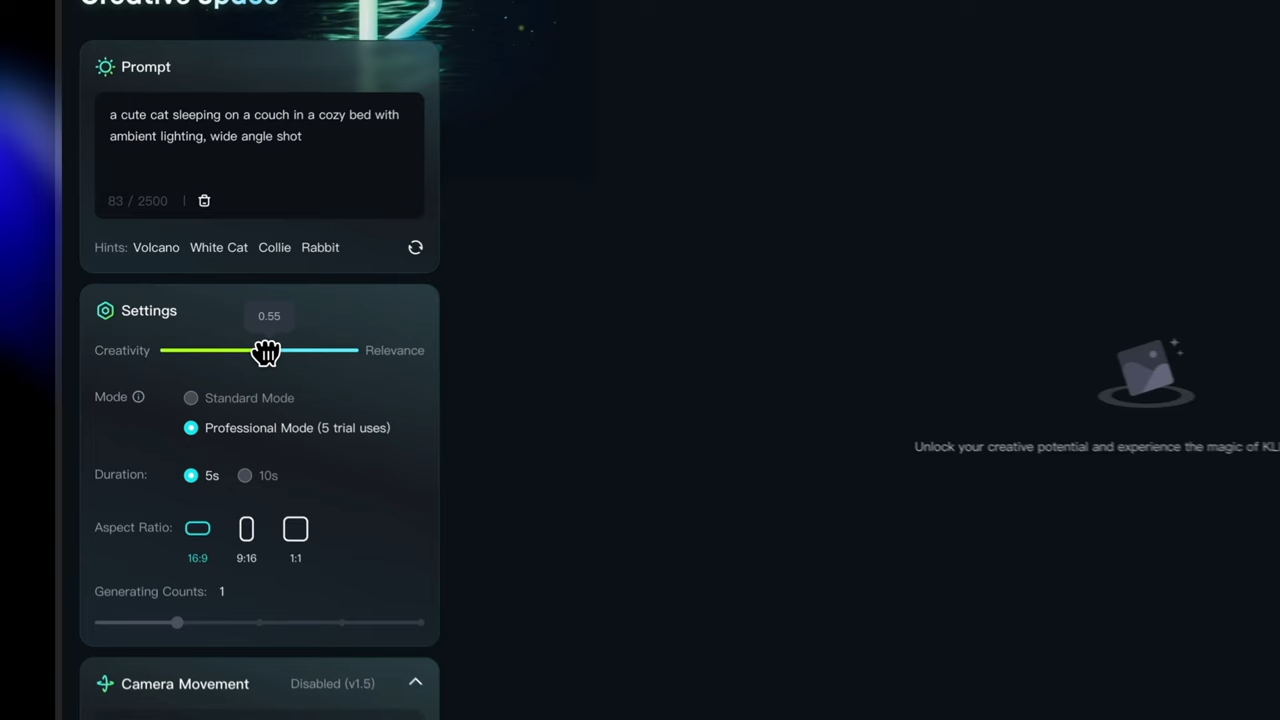 Creative space
Prompt
a cute cat sleeping on a couch in a cozy bed with
ambient lighting, wide angle shot
83 / 2500
Hints: Volcano White Cat Collie Rabbit
Settings
0.55
Creativity Relevance
Mode
Standard Mode
Professional Mode (5 trial uses)
Duration: 5s 10s
Aspect Ratio:
16:9 9:16 1:1
Generating Counts: 1
Camera Movement Disabled (v1.5)
Unlock your creative potential and experience the magic of KL